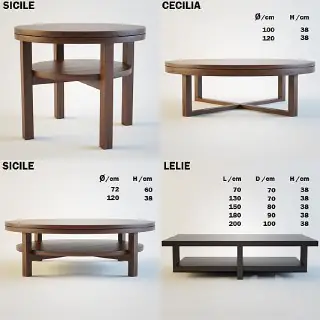 SICILE
CECILIA
Ø/cm H/cm
100 38
120 38
SICILE
Ø/cm H/cm
72 60
120 38
LELIE
L/cm D/cm H/cm
70 70 38
130 70 38
150 80 38
180 90 38
200 100 38